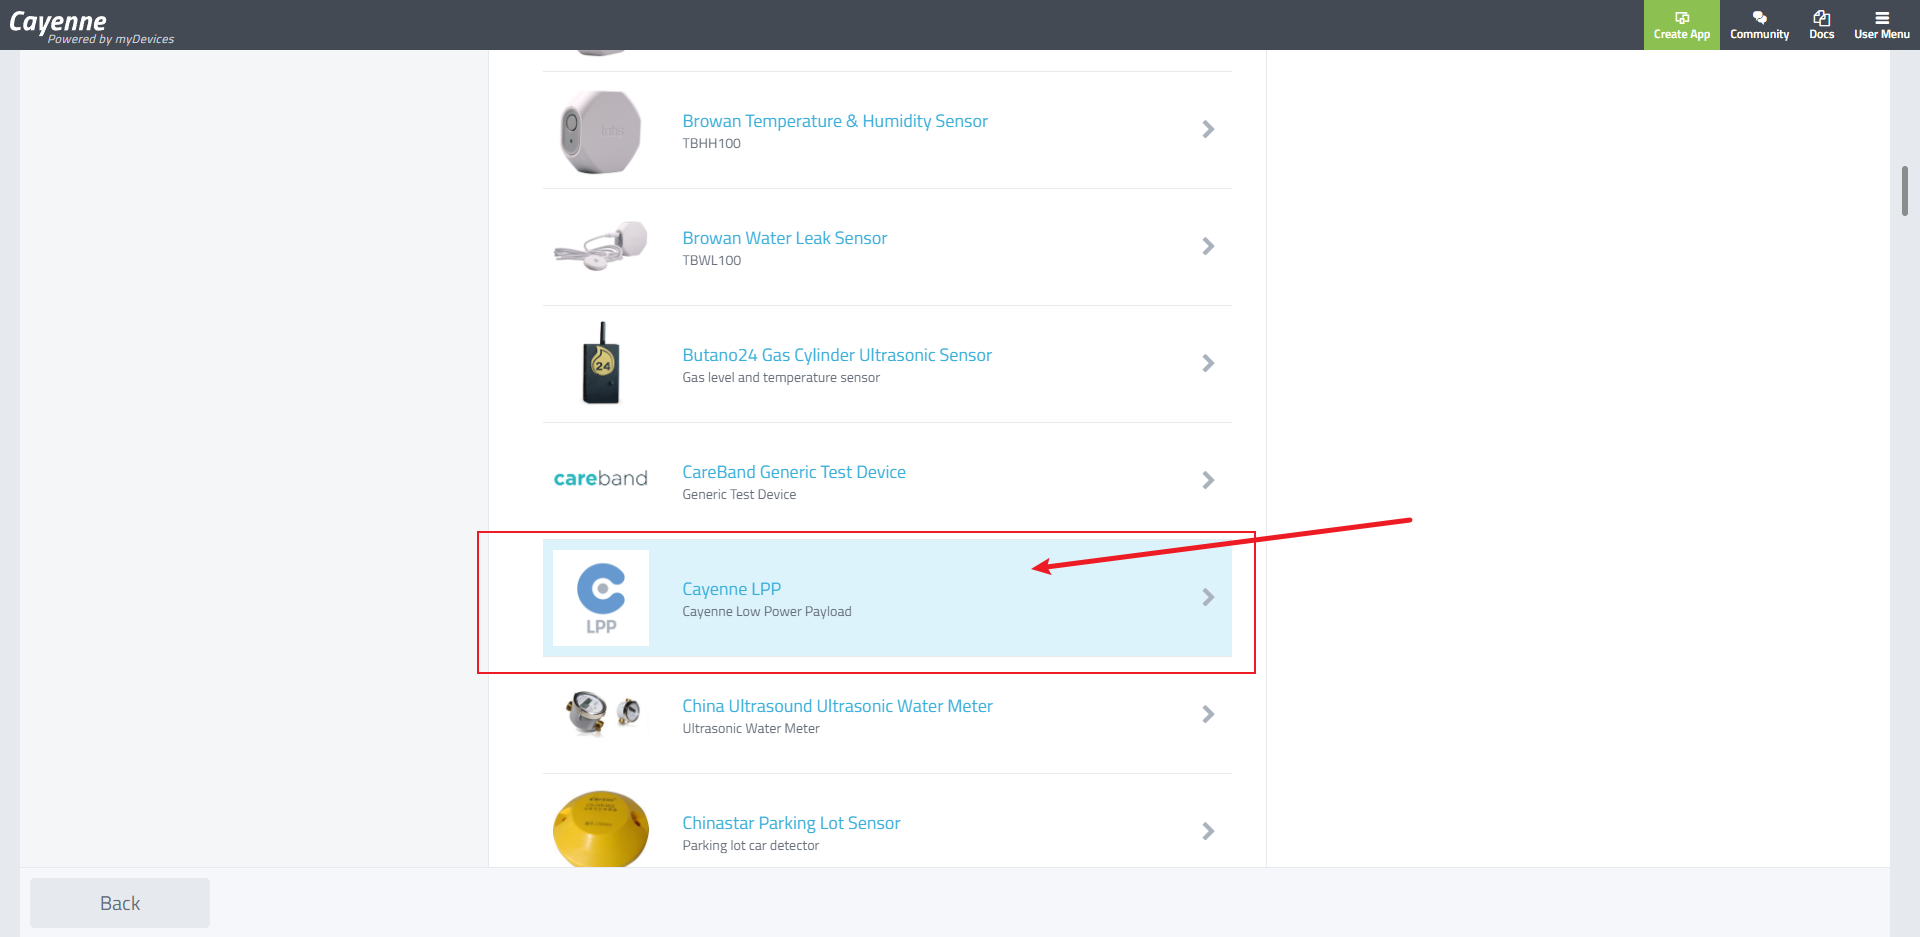 Cayenne
Powered by myDevices
Create App
Community
Docs
User Menu
Browan Temperature & Humidity Sensor
TBHH100
Browan Water Leak Sensor
TBWL100
24
Butano24 Gas Cylinder Ultrasonic Sensor
Gas level and temperature sensor
careband
CareBand Generic Test Device
Generic Test Device
LPP
Cayenne LPP
Cayenne Low Power Payload
China Ultrasound Ultrasonic Water Meter
Ultrasonic Water Meter
Chinastar Parking Lot Sensor
Parking lot car detector
Back